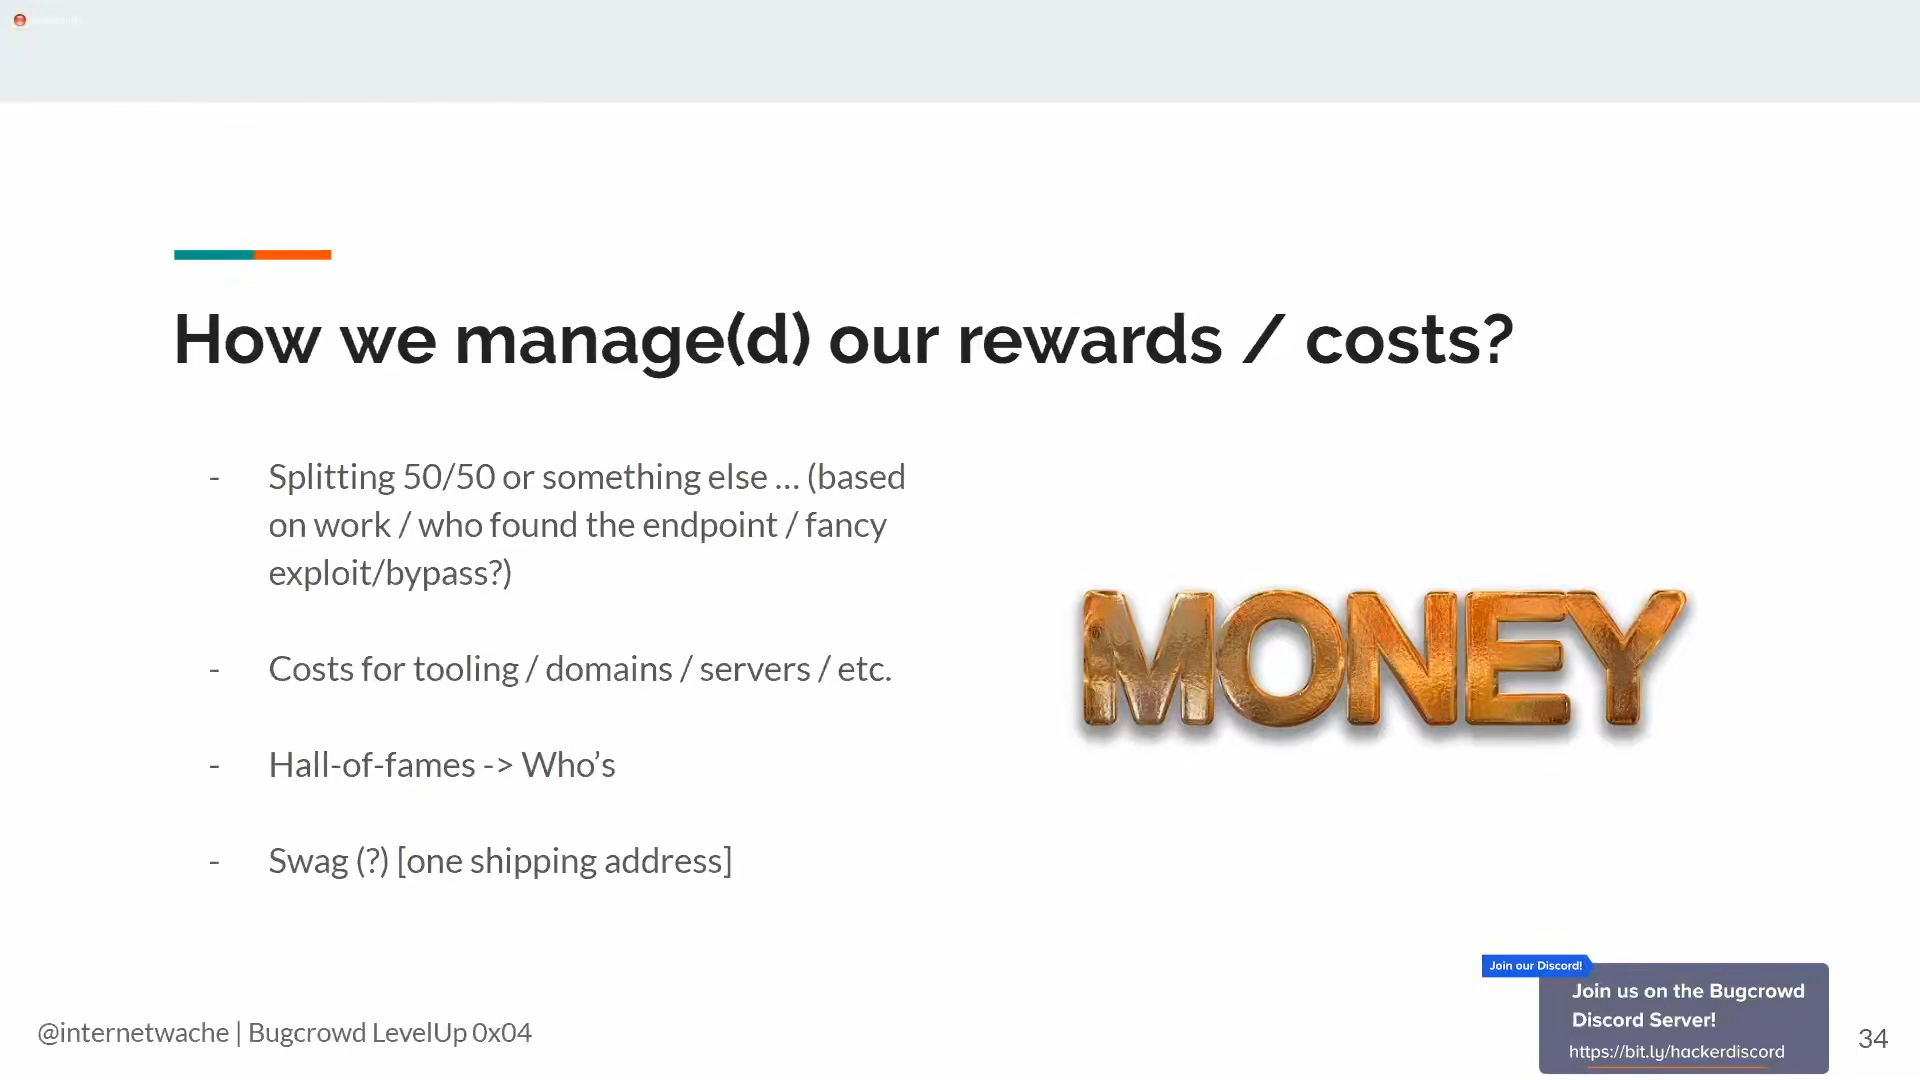 How we manage(d) our rewards / costs?
- Splitting 50/50 or something else ... (based
on work / who found the endpoint / fancy
exploit/bypass?)
- Costs for tooling / domains / servers / etc.
- Hall-of-fames -> Who’s
- Swag (?) [one shipping address]
MONEY
Join our Discord!
Join us on the Bugcrowd
Discord Server!
https://bit.ly/hackerdiscord
@internetwache | Bugcrowd LevelUp 0x04
34